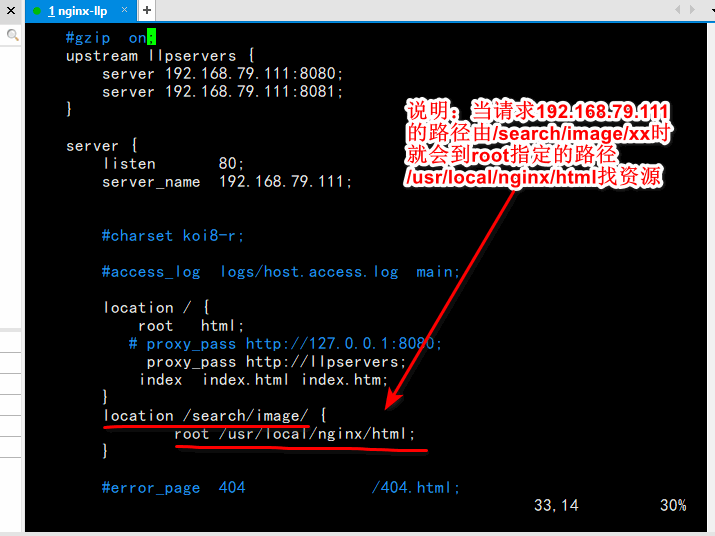 1 nginx-llp
#gzip  on;
upstream llpservers {
server 192.168.79.111:8080;
server 192.168.79.111:8081;
}
说明：当请求192.168.79.111
的路径由/search/image/xx时
就会到root指定的路径
/usr/local/nginx/html找资源
server {
listen       80;
server_name  192.168.79.111;
#charset koi8-r;
#access_log  logs/host.access.log  main;
location / {
root   html;
# proxy_pass http://127.0.0.1:8080;
proxy_pass http://llpservers;
index  index.html index.htm;
}
location /search/image/ {
root /usr/local/nginx/html;
}
#error_page  404              /404.html;
33,14         30%